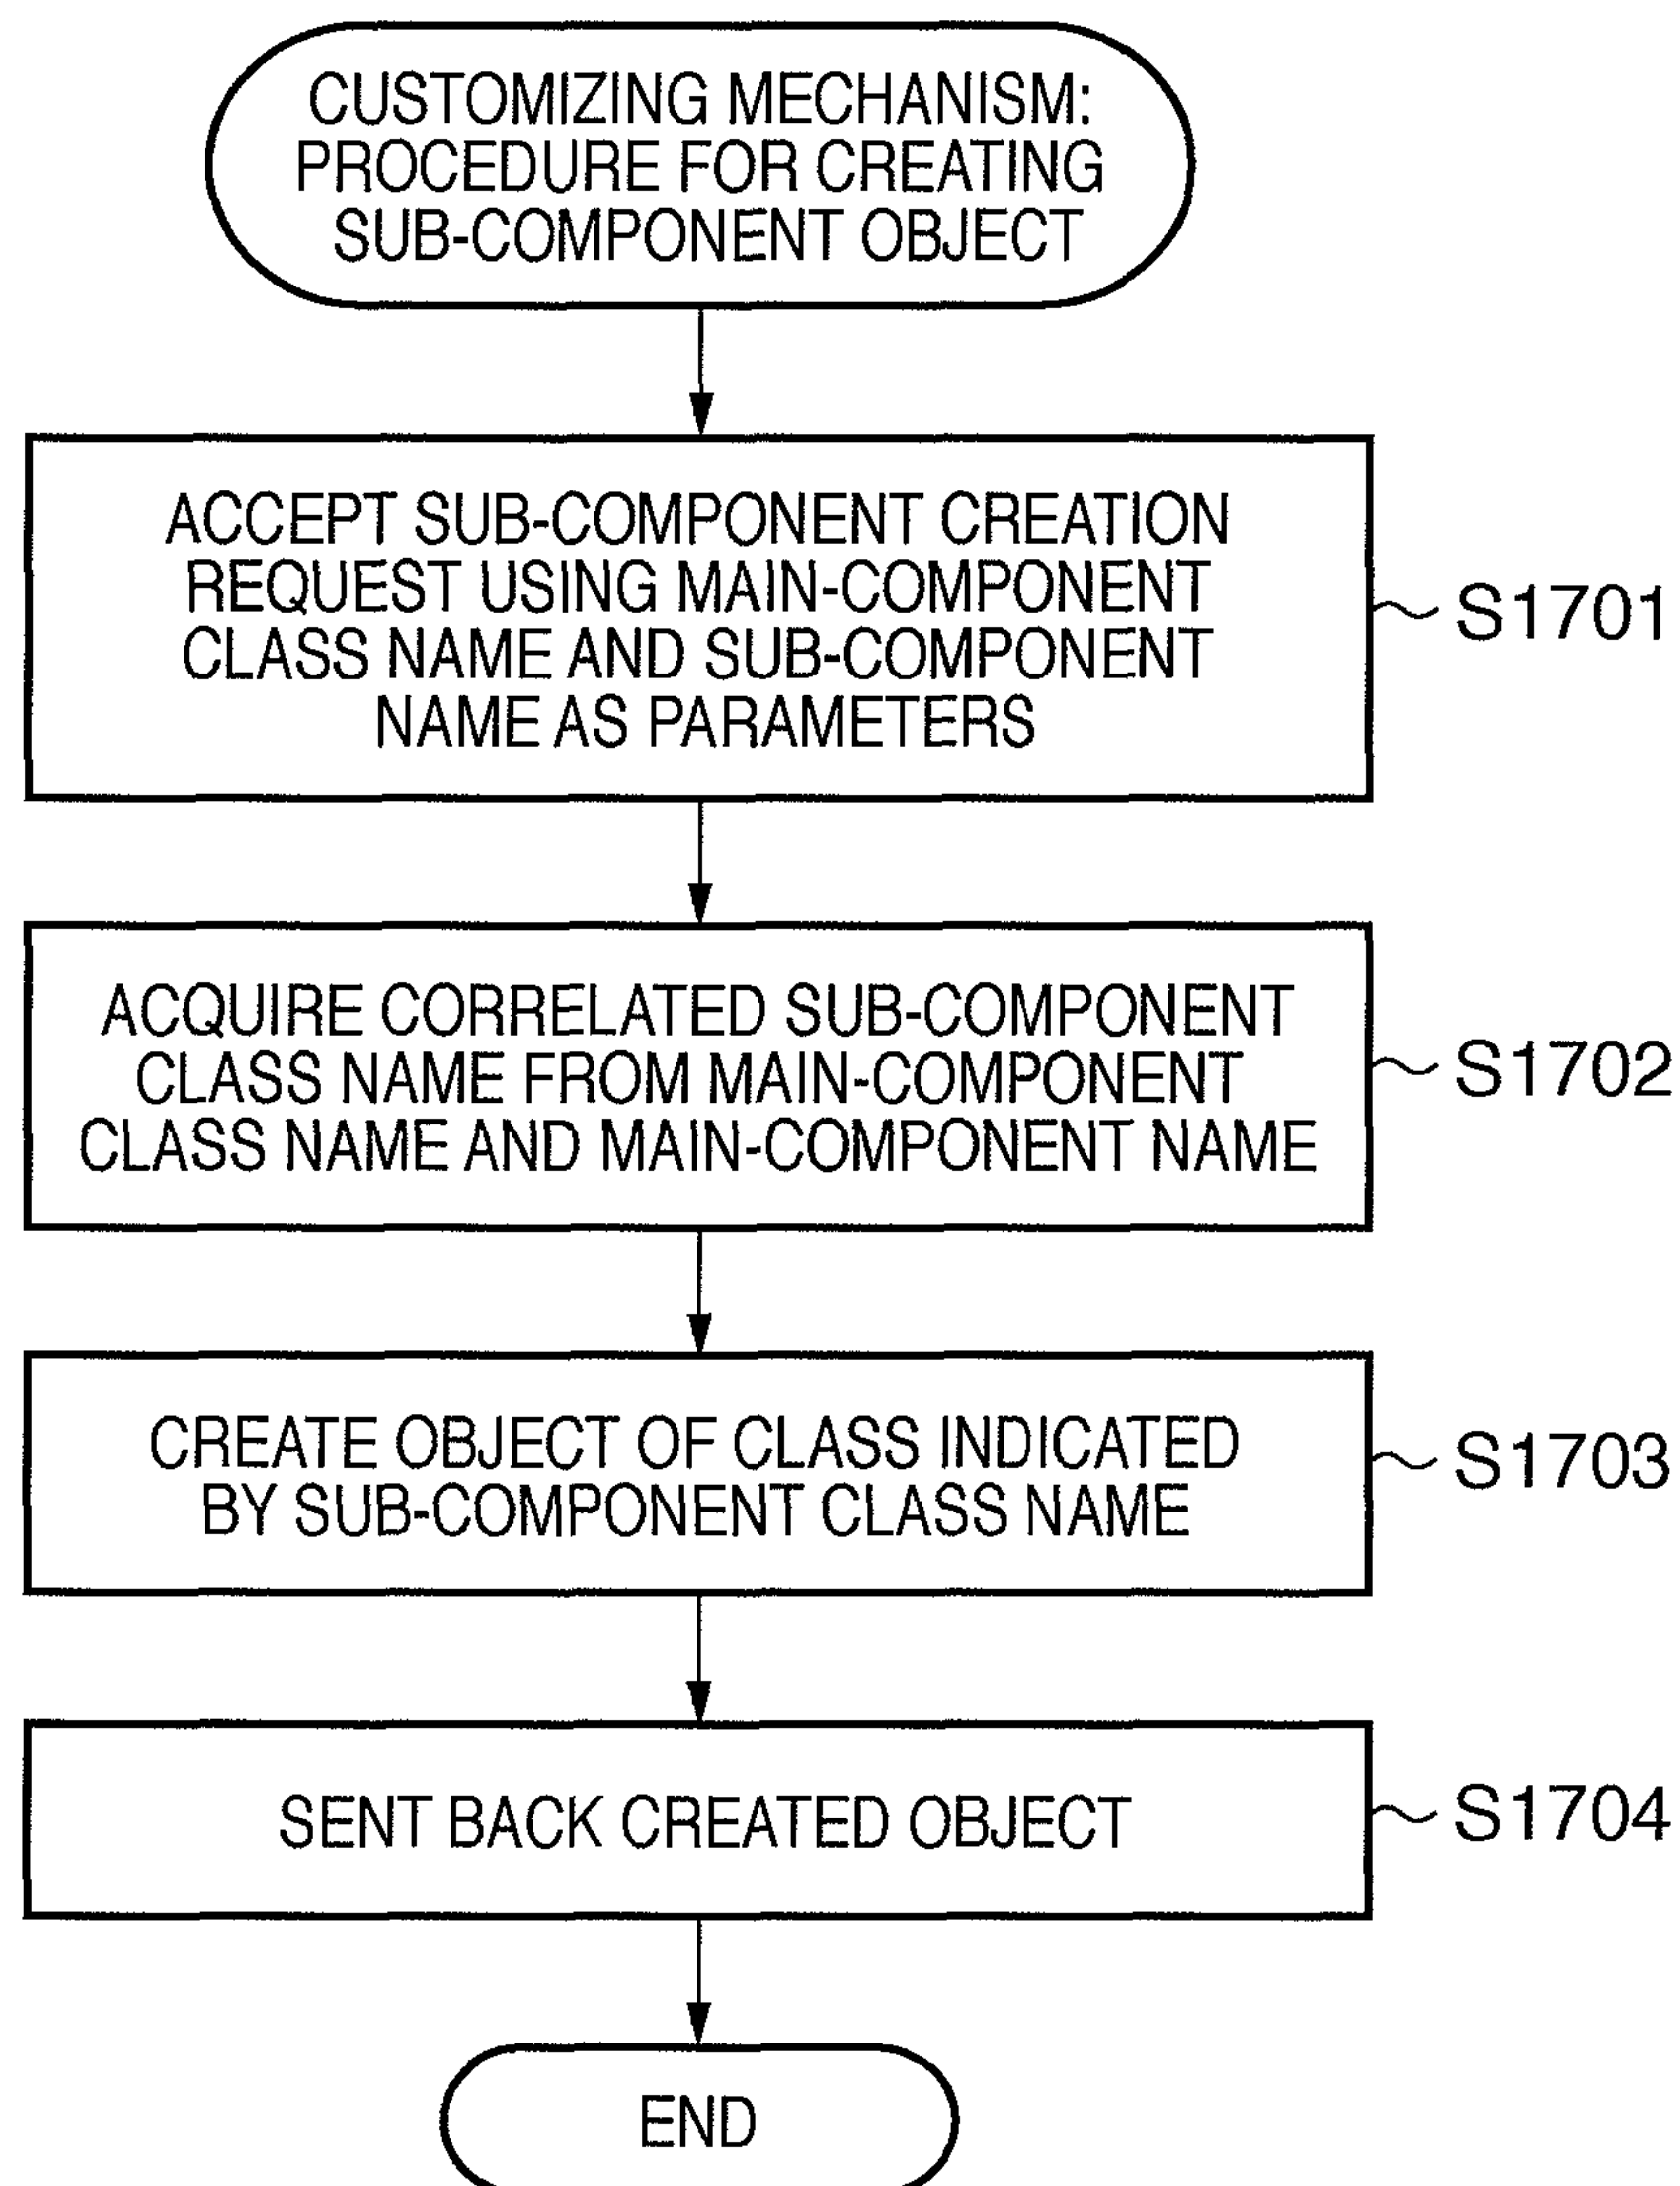 CUSTOMIZING MECHANISM:
PROCEDURE FOR CREATING
SUB-COMPONENT OBJECT
ACCEPT SUB-COMPONENT CREATION
REQUEST USING MAIN-COMPONENT
CLASS NAME AND SUB-COMPONENT
NAME AS PARAMETERS
S1701
ACQUIRE CORRELATED SUB-COMPONENT
CLASS NAME FROM MAIN-COMPONENT
CLASS NAME AND MAIN-COMPONENT NAME
S1702
CREATE OBJECT OF CLASS INDICATED
BY SUB-COMPONENT CLASS NAME
S1703
SENT BACK CREATED OBJECT
S1704
END